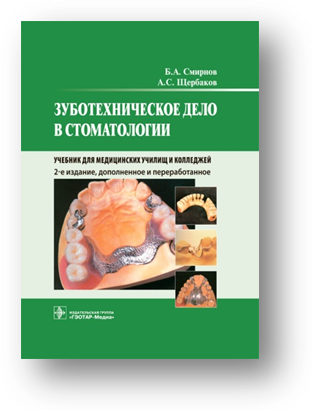 Б.А. Смирнов
А.С. Щербаков
ЗУБОТЕХНИЧЕСКОЕ ДЕЛО
В СТОМАТОЛОГИИ
УЧЕБНИК ДЛЯ МЕДИЦИНСКИХ УЧИЛИЩ И КОЛЛЕДЖЕЙ
2-е издание, дополненное и переработанное
ИЗДАТЕЛЬСКАЯ ГРУППА
«ГЭОТАР-Медиа»